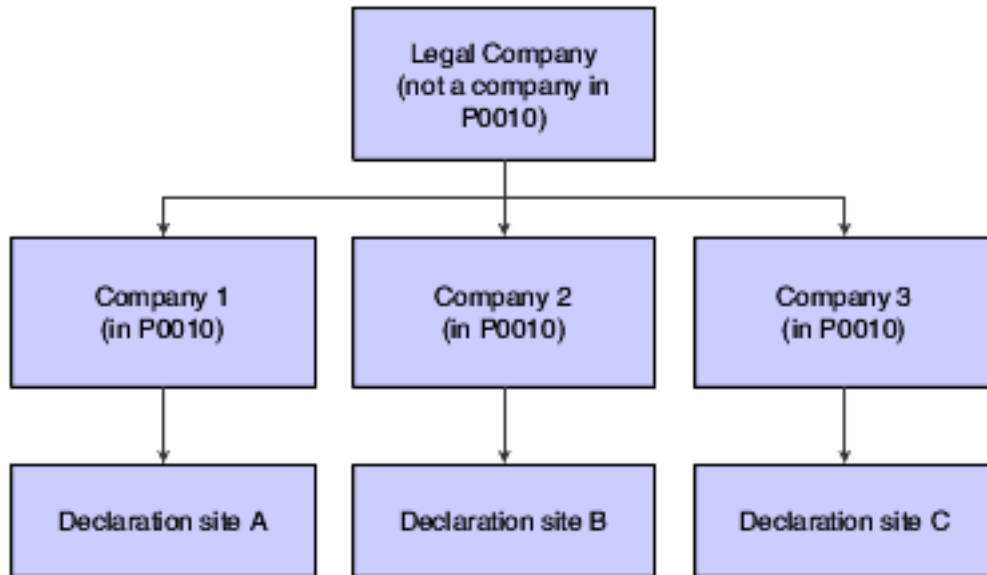 Legal Company
(not a company in
P0010)
Company 1
(in P0010)
Company 2
(in P0010)
Company 3
(in P0010)
Declaration site A
Declaration site B
Declaration site C